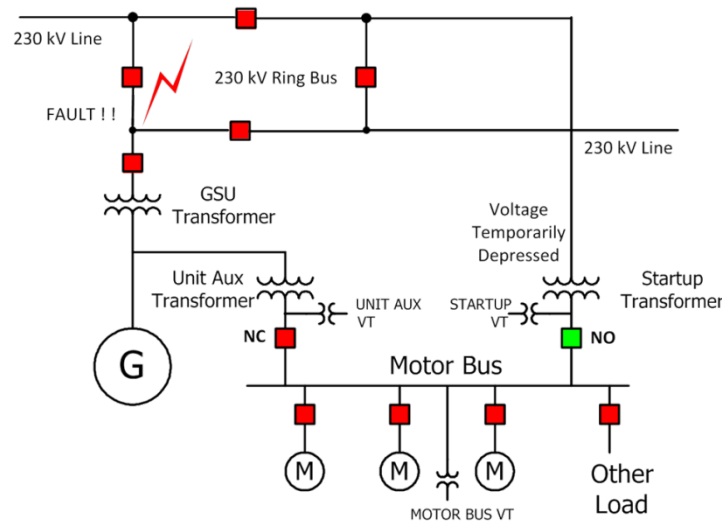 230 kV Line
230 kV Ring Bus
FAULT ! !
230 kV Line
GSU
Transformer
Voltage
Temporarily
Depressed
Unit Aux
Transformer
UNIT AUX
VT
STARTUP
VT
Startup
Transformer
NC
NO
G
Motor Bus
M
M
M
Other
Load
MOTOR BUS VT